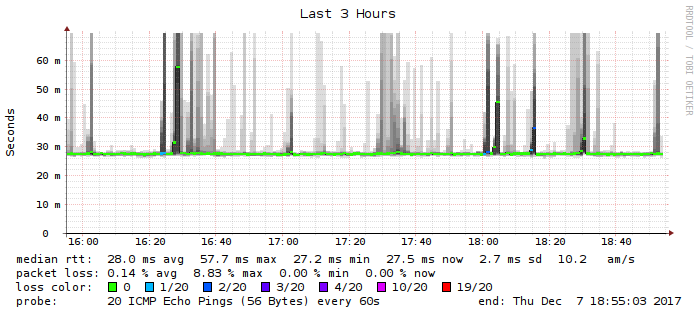 Last 3 Hours
RRDTOOL / TOBI OETIKER
Seconds
60 m
50 m
40 m
30 m
20 m
10 m
0
16:00 16:20 16:40 17:00 17:20 17:40 18:00 18:20 18:40
median rtt: 28.0 ms avg 57.7 ms max 27.2 ms min 27.5 ms now 2.7 ms sd 10.2 am/s
packet loss: 0.14 % avg 8.83 % max 0.00 % min 0.00 % now
loss color: 0 1/20 2/20 3/20 4/20 10/20 19/20
probe: 20 ICMP Echo Pings (56 Bytes) every 60s end: Thu Dec 7 18:55:03 2017